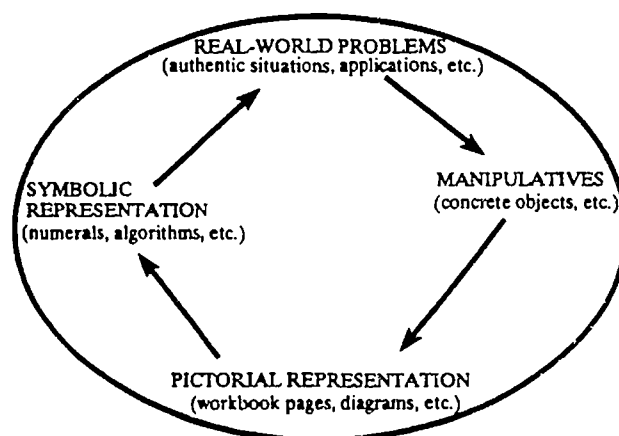 REAL-WORLD PROBLEMS
(authentic situations, applications, etc.)
SYMBOLIC
REPRESENTATION
(numerals, algorithms, etc.)
MANIPULATIVES
(concrete objects, etc.)
PICTORIAL REPRESENTATION
(workbook pages, diagrams, etc.)